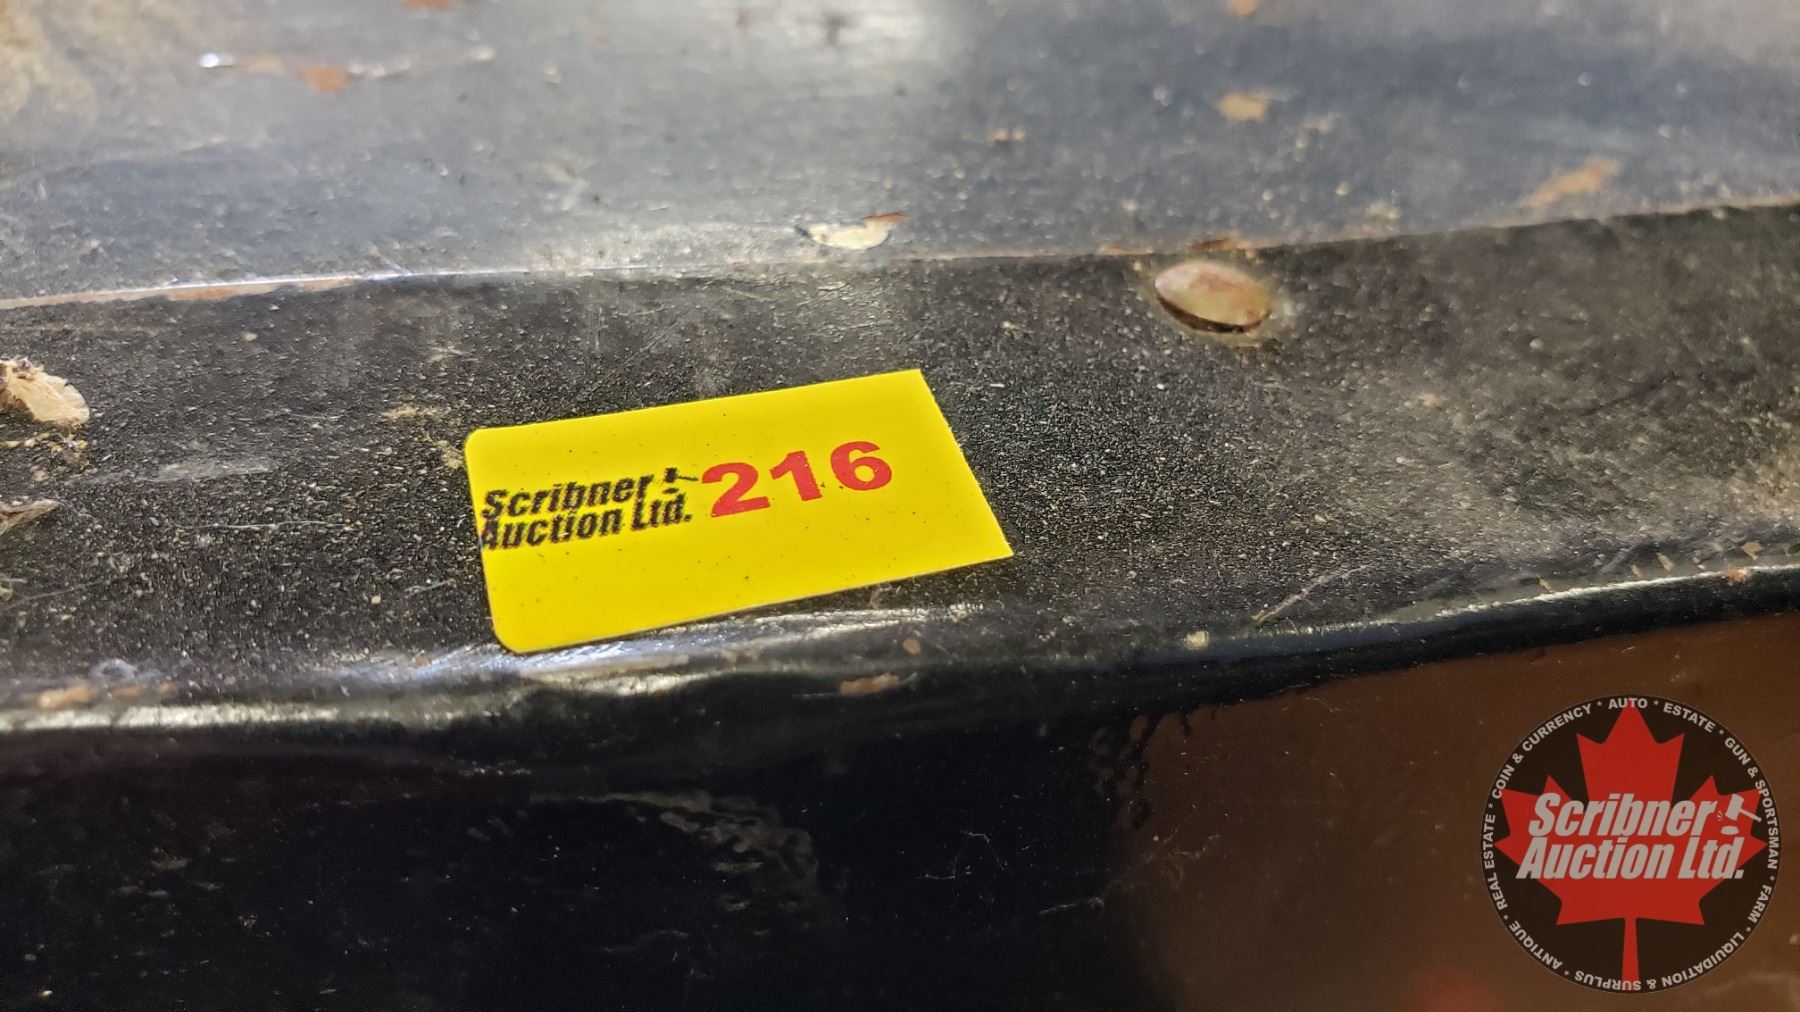 Scribner
Auction Ltd.
216
REAL ESTATE * COIN & CURRENCY * AUTO * ESTATE * GUN & SPORTSMAN * FARM * LIQUIDATION & SURPLUS * ANTIQUE *
Scribner
Auction Ltd.